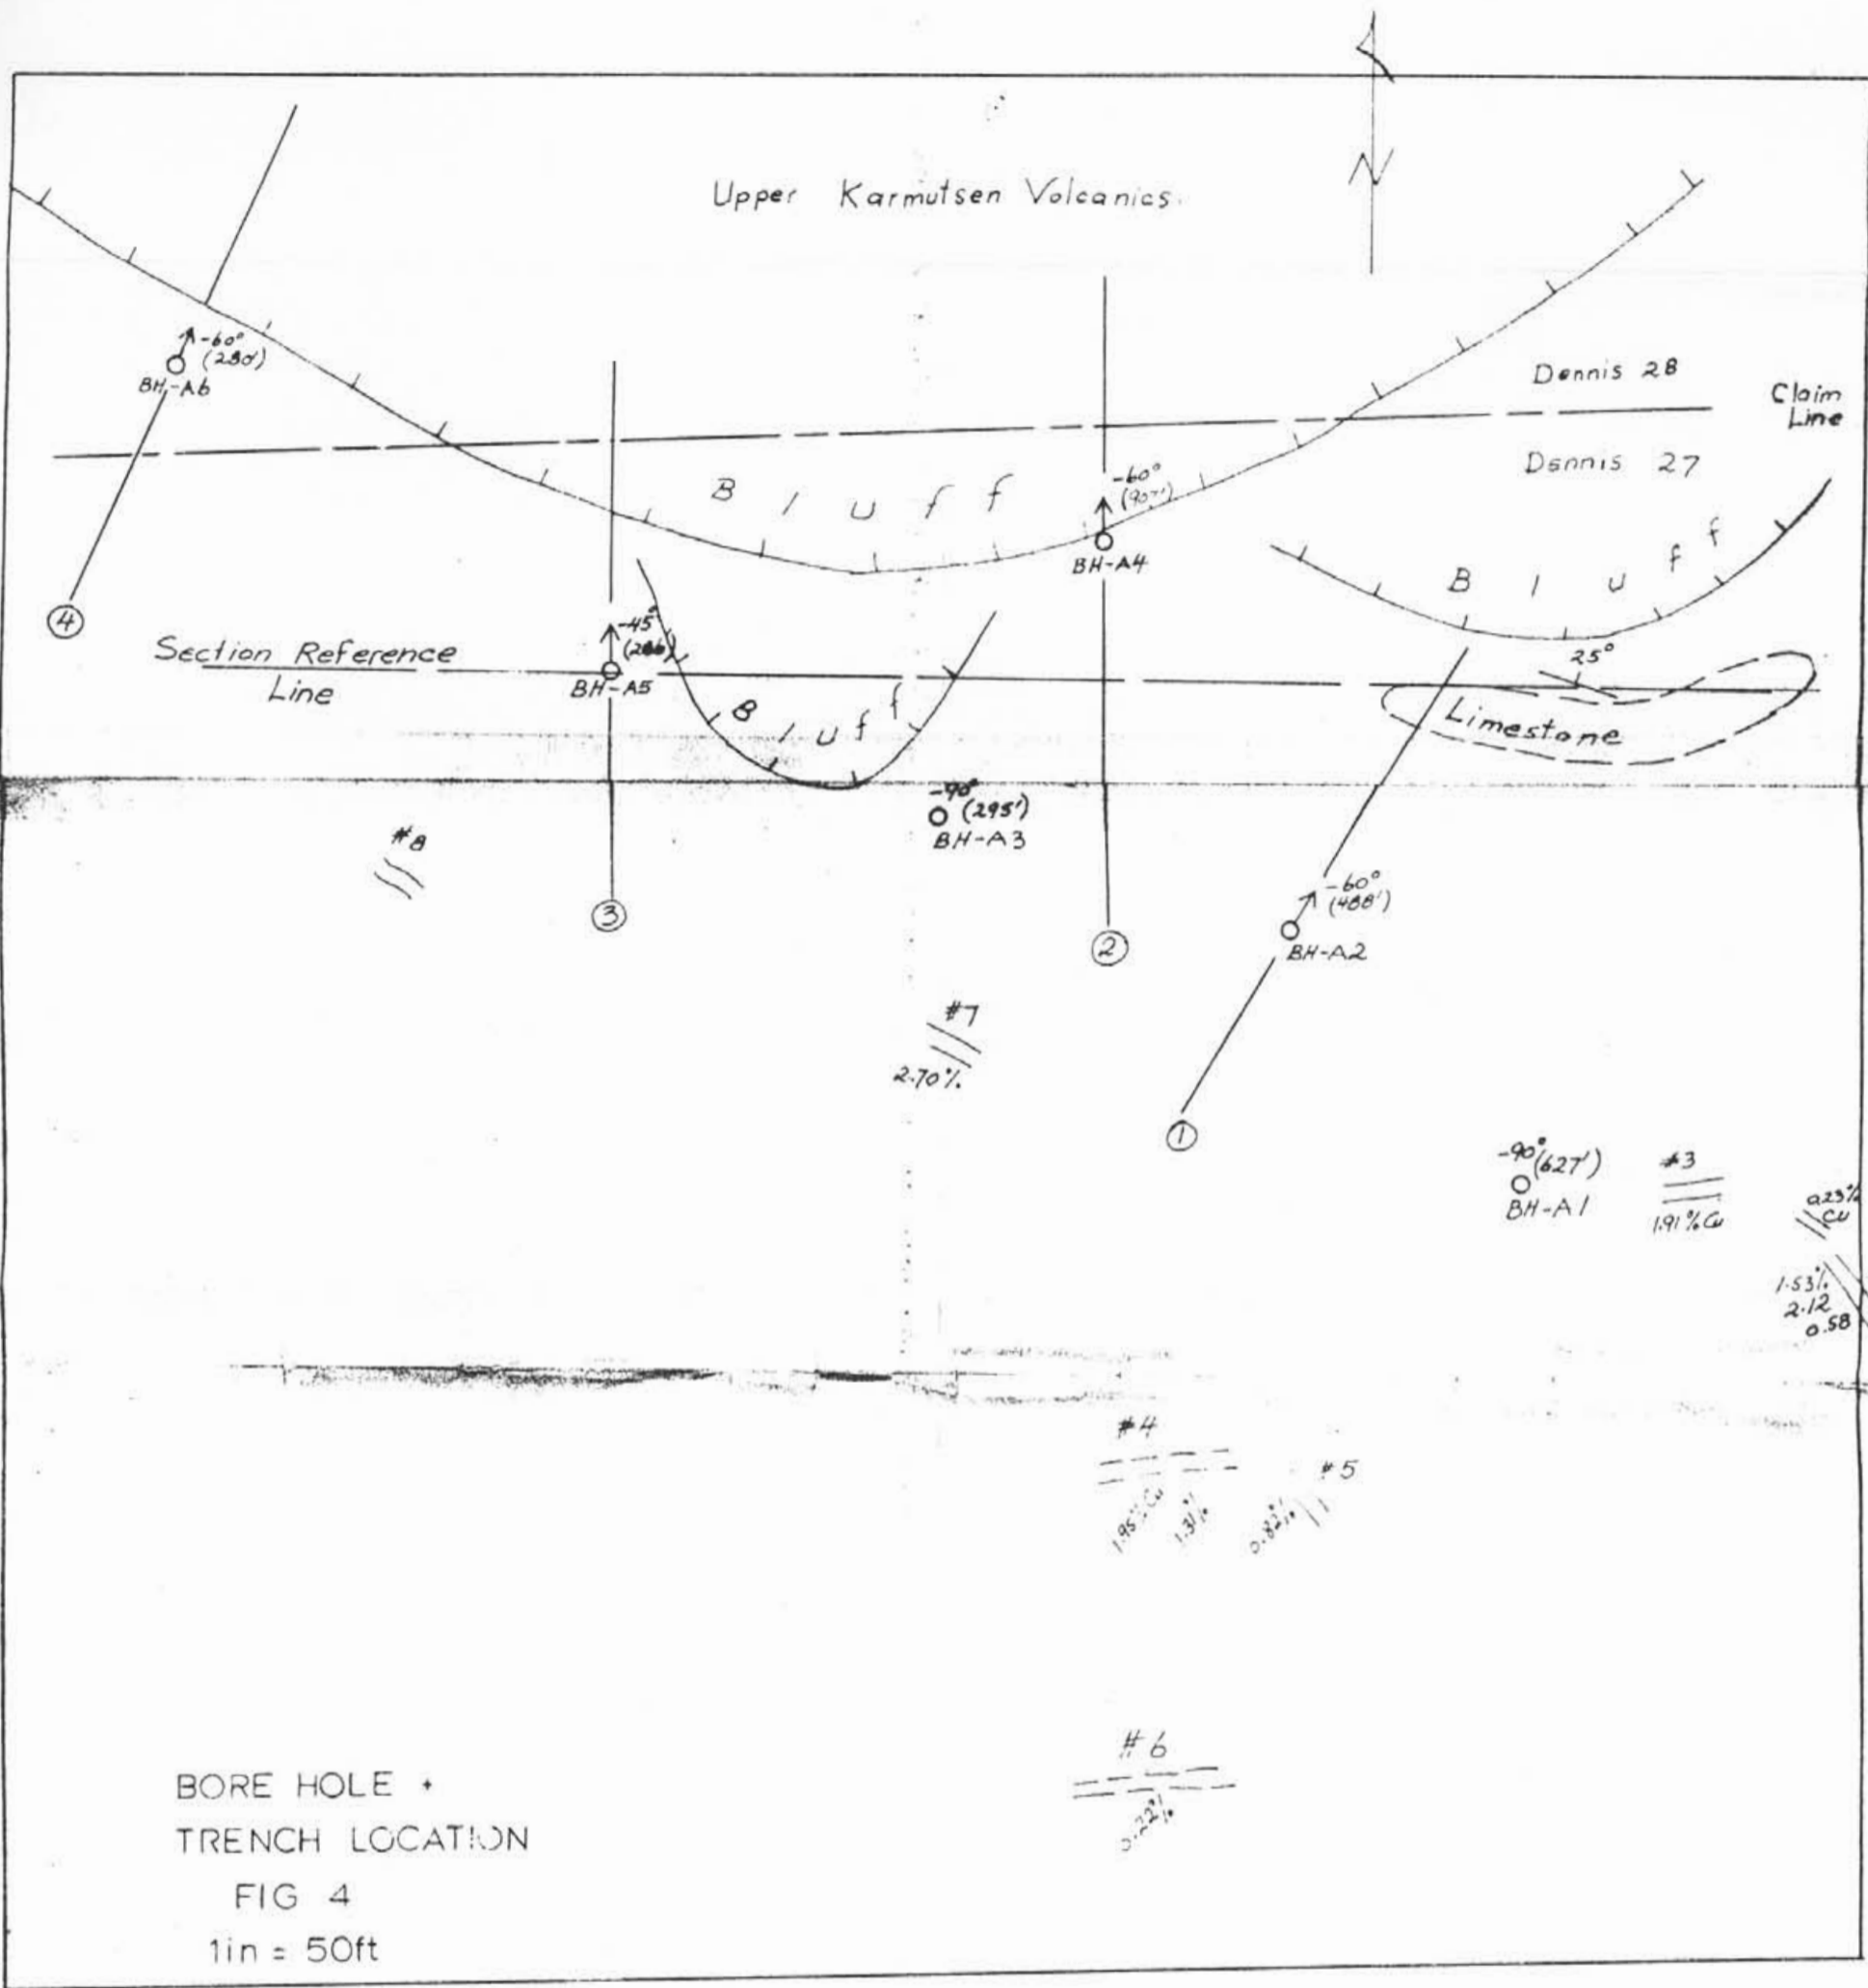 N
Upper Karmutsen Volcanics.
-60°
BH-A6
Dennis 28
Claim
Line
Dennis 27
Bluff
-60°
(907')
BH-A4
Bluff
④
Section Reference
Line
-45°
BH-A5
Bluff
25°
Limestone
-90°
(295')
BH-A3
#8
③
②
-60°
(488')
BH-A2
#7
2.70%
①
-90° (627')
BH-A1
#3
1.91% Cu
0.23%
Cu
1.53%
2.12
0.58
#4
1.95% Cu
1.31%
#5
0.82%
#6
0.22%
BORE HOLE +
TRENCH LOCATION
FIG 4
1in = 50ft